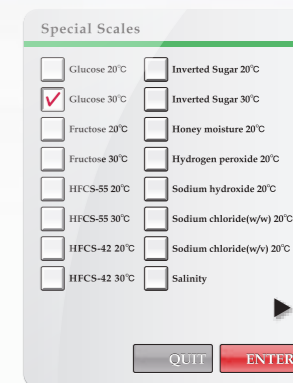 Special Scales
Glucose 20℃ Inverted Sugar 20℃
Glucose 30℃ Inverted Sugar 30℃
Fructose 20℃ Honey moisture 20℃
Fructose 30℃ Hydrogen peroxide 20℃
HFCS-55 20℃ Sodium hydroxide 20℃
HFCS-55 30℃ Sodium chloride(w/w) 20℃
HFCS-42 20℃ Sodium chloride(w/v) 20℃
HFCS-42 30℃ Salinity
QUIT ENTER